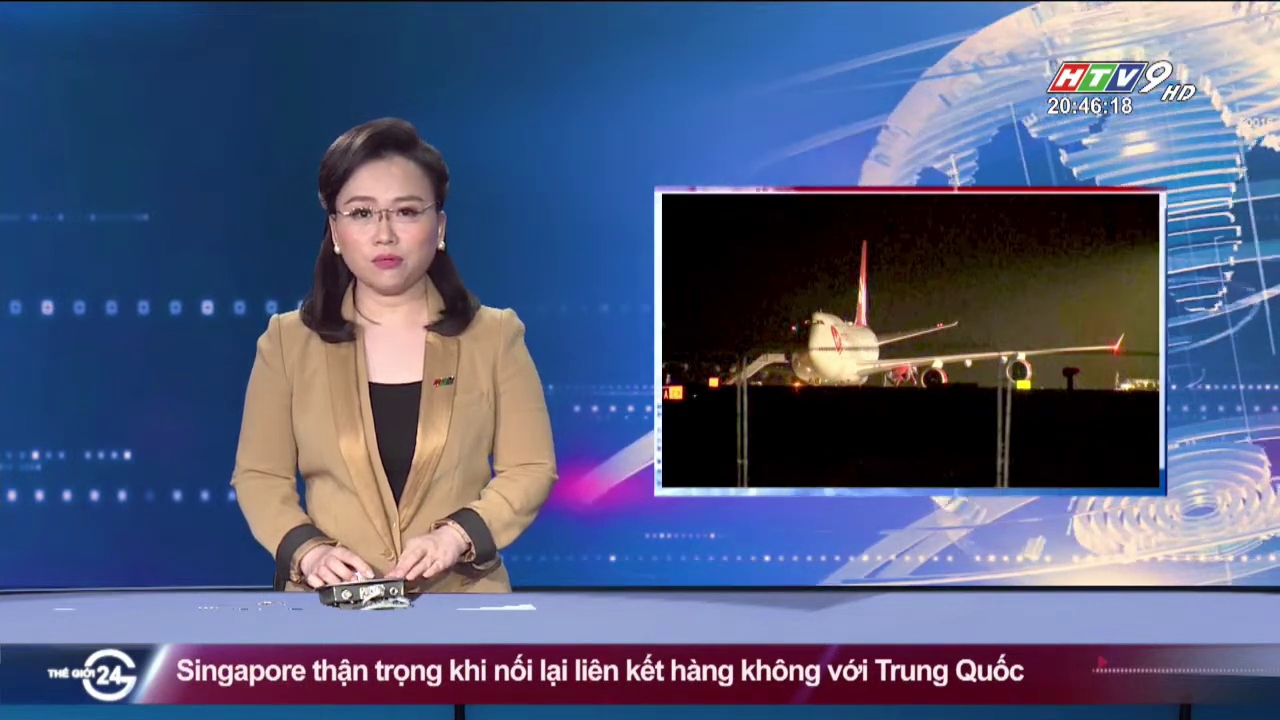 HTV9 HD
20:46:18
THẾ GIỚI 24G
Singapore thận trọng khi nối lại liên kết hàng không với Trung Quốc